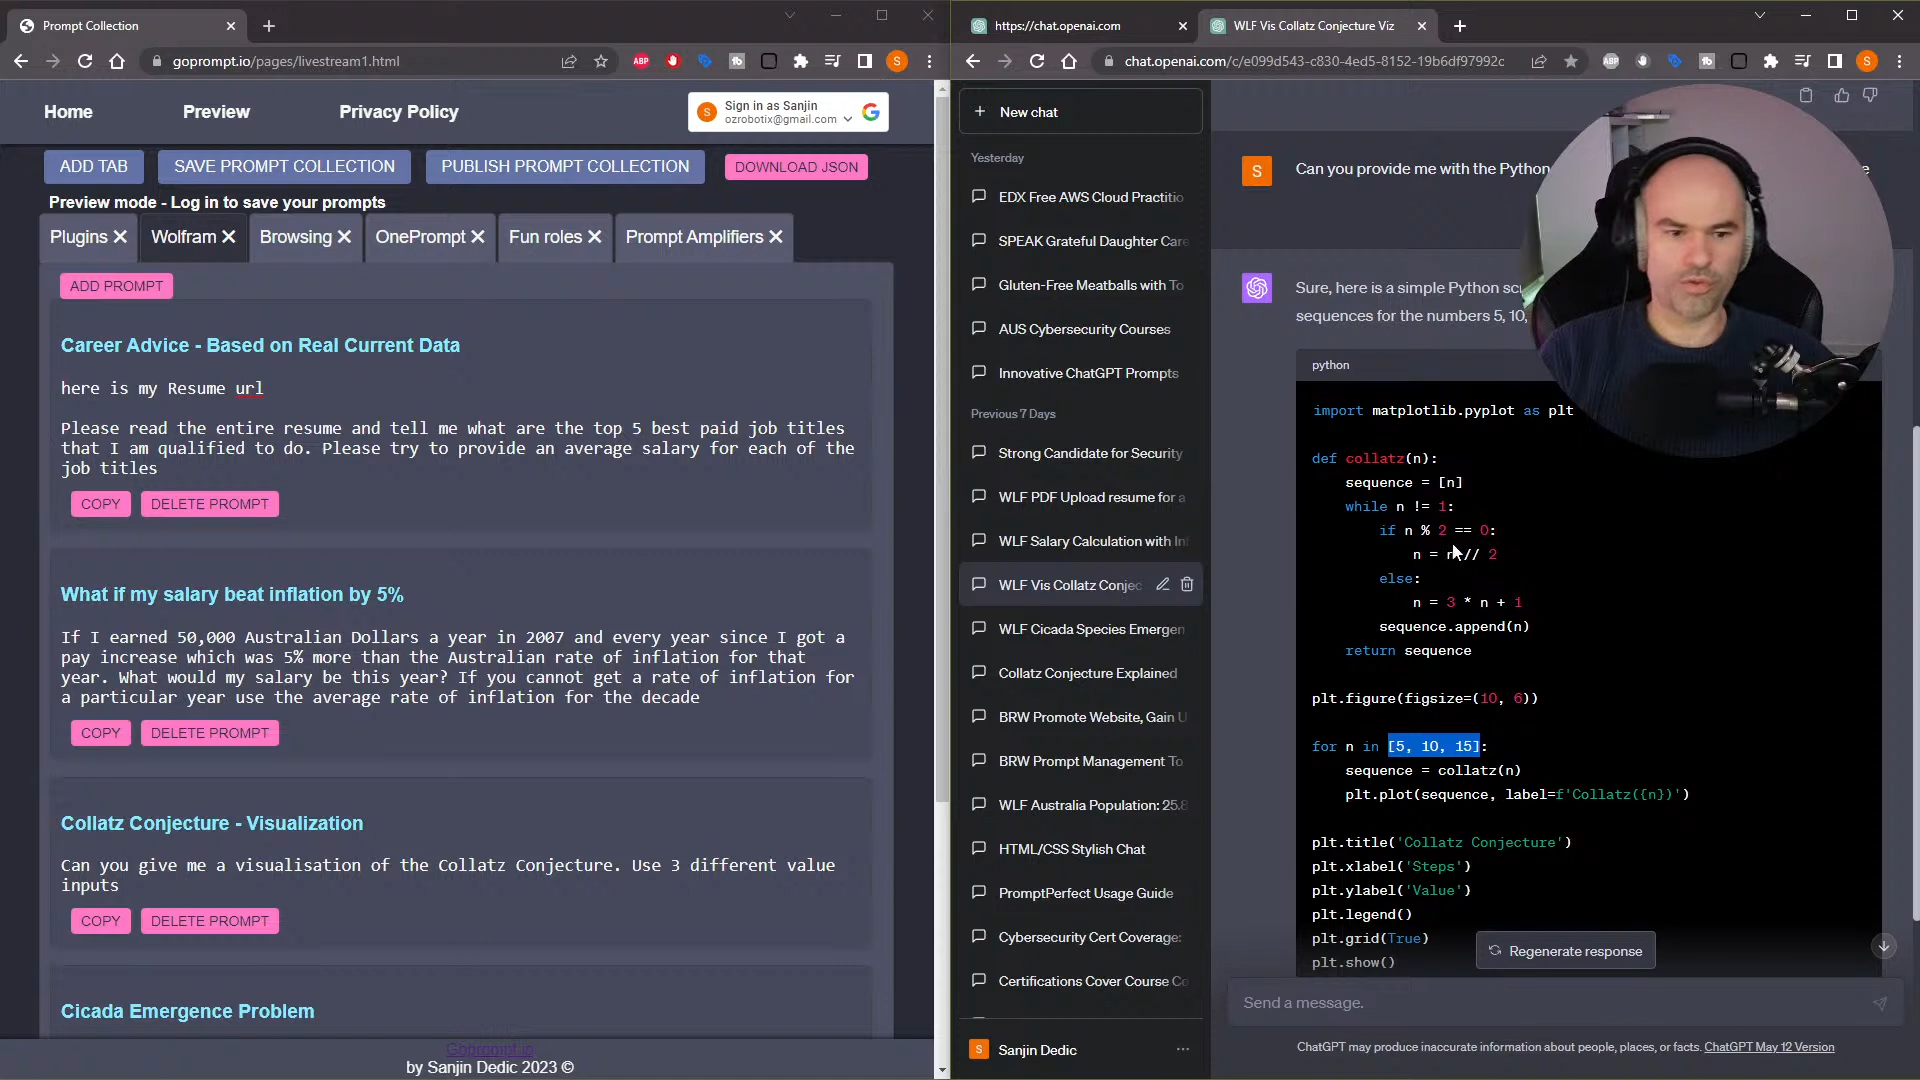 Prompt Collection
goprompt.io/pages/livestream1.html
Home
Preview
Privacy Policy
Sign in as Sanjin
ozrobotix@gmail.com
ADD TAB
SAVE PROMPT COLLECTION
PUBLISH PROMPT COLLECTION
DOWNLOAD JSON
Preview mode - Log in to save your prompts
Plugins
Wolfram
Browsing
OnePrompt
Fun roles
Prompt Amplifiers
ADD PROMPT
Career Advice - Based on Real Current Data
here is my Resume url
Please read the entire resume and tell me what are the top 5 best paid job titles
that I am qualified to do. Please try to provide an average salary for each of the
job titles
COPY
DELETE PROMPT
What if my salary beat inflation by 5%
If I earned 50,000 Australian Dollars a year in 2007 and every year since I got a
pay increase which was 5% more than the Australian rate of inflation for that
year. What would my salary be this year? If you cannot get a rate of inflation for
a particular year use the average rate of inflation for the decade
COPY
DELETE PROMPT
Collatz Conjecture - Visualization
Can you give me a visualisation of the Collatz Conjecture. Use 3 different value
inputs
COPY
DELETE PROMPT
Cicada Emergence Problem
Goprompt.io
by Sanjin Dedic 2023 ©
https://chat.openai.com
WLF Vis Collatz Conjecture Viz
chat.openai.com/c/e099d543-c830-4ed5-8152-19b6df97992c
New chat
Yesterday
EDX Free AWS Cloud Practitio
SPEAK Grateful Daughter Care
Gluten-Free Meatballs with To
AUS Cybersecurity Courses
Innovative ChatGPT Prompts
Previous 7 Days
Strong Candidate for Security
WLF PDF Upload resume for a
WLF Salary Calculation with In
WLF Vis Collatz Conjec
WLF Cicada Species Emergen
Collatz Conjecture Explained
BRW Promote Website, Gain U
BRW Prompt Management To
WLF Australia Population: 25.8
HTML/CSS Stylish Chat
PromptPerfect Usage Guide
Cybersecurity Cert Coverage:
Certifications Cover Course Co
S
Sanjin Dedic
S
Can you provide me with the Python
Sure, here is a simple Python
sequences for the numbers 5, 10,
python
import matplotlib.pyplot as plt
def collatz(n):
sequence = [n]
while n != 1:
if n % 2 == 0:
n = n // 2
else:
n = 3 * n + 1
sequence.append(n)
return sequence
plt.figure(figsize=(10, 6))
for n in [5, 10, 15]:
sequence = collatz(n)
plt.plot(sequence, label=f'Collatz({n})')
plt.title('Collatz Conjecture')
plt.xlabel('Steps')
plt.ylabel('Value')
plt.legend()
plt.grid(True)
plt.show()
Regenerate response
Send a message.
ChatGPT may produce inaccurate information about people, places, or facts. ChatGPT May 12 Version